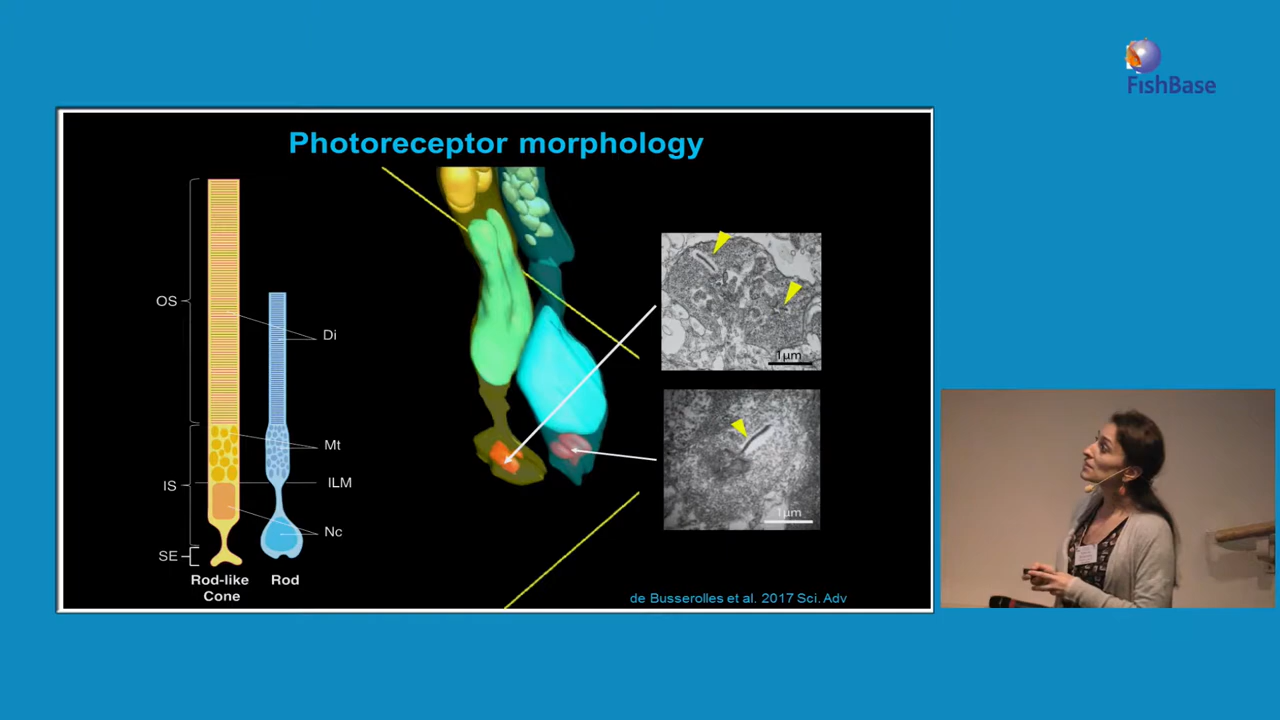 FishBase
Photoreceptor morphology
OS
Di
1µm
Mt
ILM
IS
Nc
1µm
SE
Rod-like
Cone
Rod
de Busserolles et al. 2017 Sci. Adv